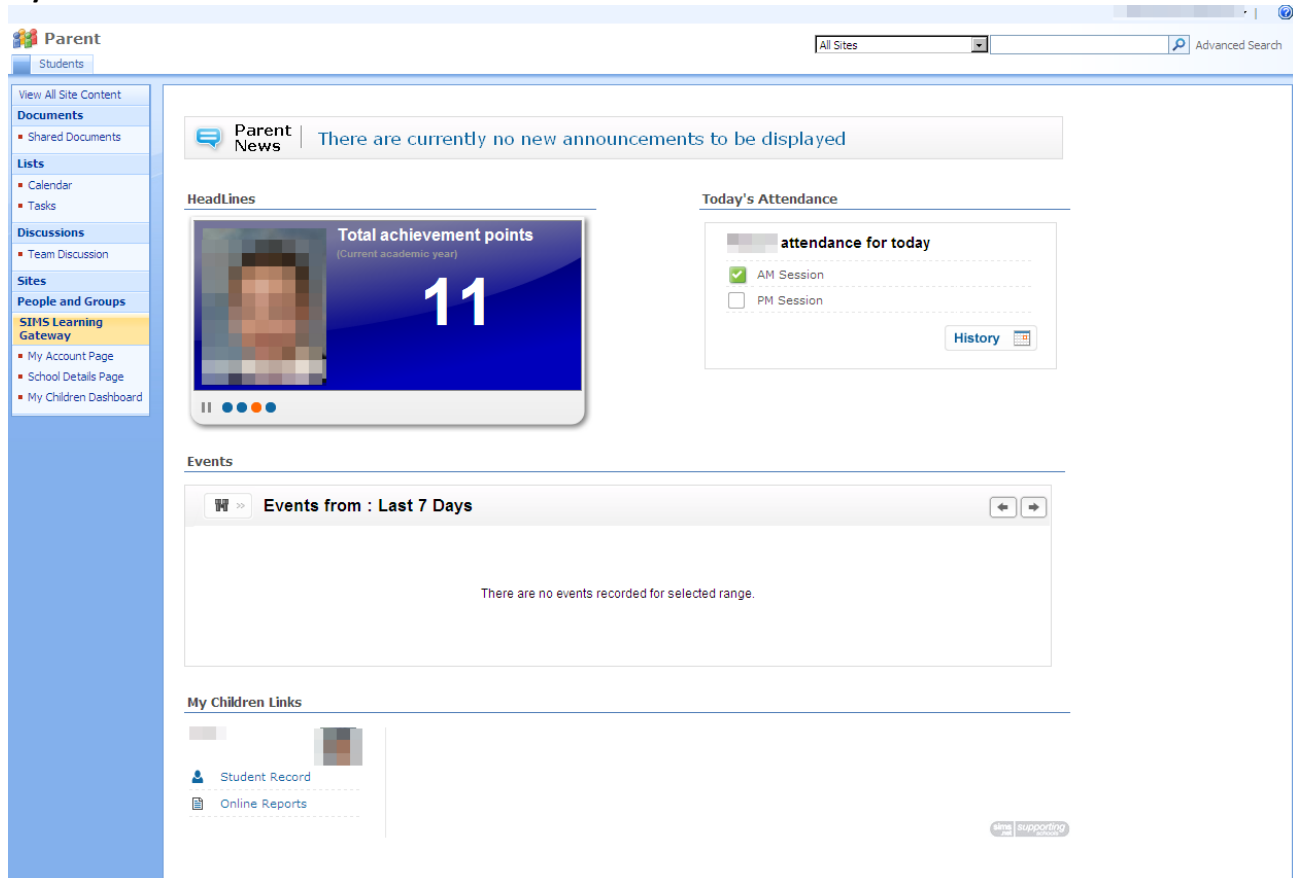 Parent
All Sites
Advanced Search
Students
View All Site Content
Documents
Shared Documents
Lists
Calendar
Tasks
Discussions
Team Discussion
Sites
People and Groups
SIMS Learning
Gateway
My Account Page
School Details Page
My Children Dashboard
Parent
News
There are currently no new announcements to be displayed
HeadLines
Total achievement points
(Current academic year)
11
Today's Attendance
attendance for today
AM Session
PM Session
History
Events
Events from : Last 7 Days
There are no events recorded for selected range.
My Children Links
Student Record
Online Reports
sims supporting
.net schools